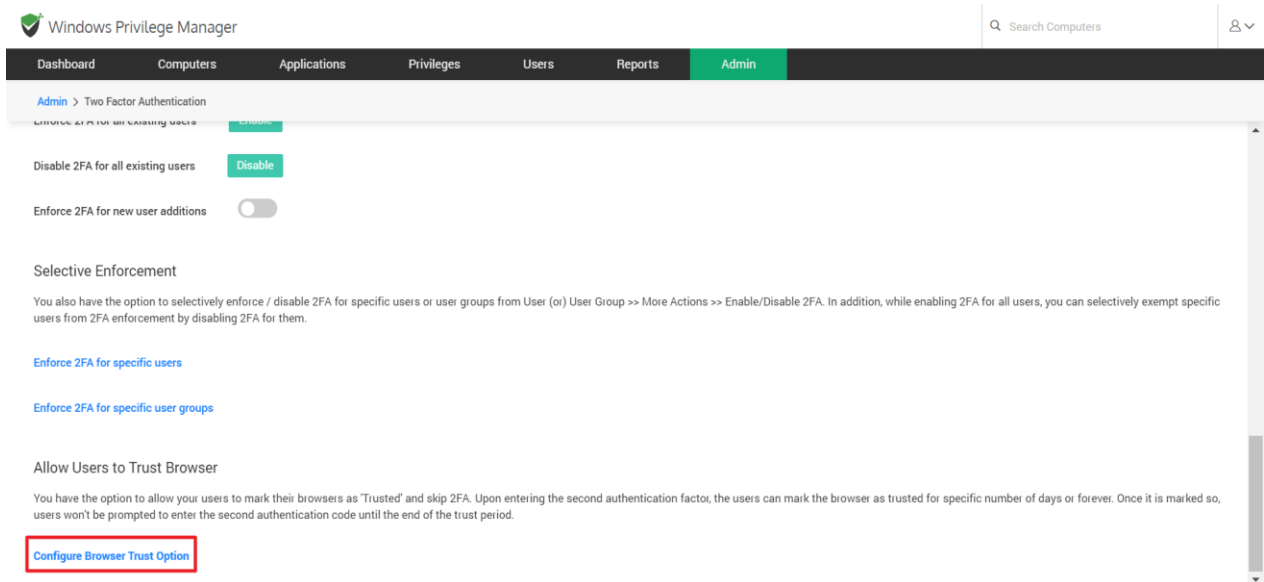 Windows Privilege Manager
Search Computers
Dashboard Computers Applications Privileges Users Reports Admin
Admin > Two Factor Authentication
Enforce 2FA for all existing users Enable
Disable 2FA for all existing users Disable
Enforce 2FA for new user additions
Selective Enforcement
You also have the option to selectively enforce / disable 2FA for specific users or user groups from User (or) User Group >> More Actions >> Enable/Disable 2FA. In addition, while enabling 2FA for all users, you can selectively exempt specific
users from 2FA enforcement by disabling 2FA for them.
Enforce 2FA for specific users
Enforce 2FA for specific user groups
Allow Users to Trust Browser
You have the option to allow your users to mark their browsers as 'Trusted' and skip 2FA. Upon entering the second authentication factor, the users can mark the browser as trusted for specific number of days or forever. Once it is marked so,
users won't be prompted to enter the second authentication code until the end of the trust period.
Configure Browser Trust Option